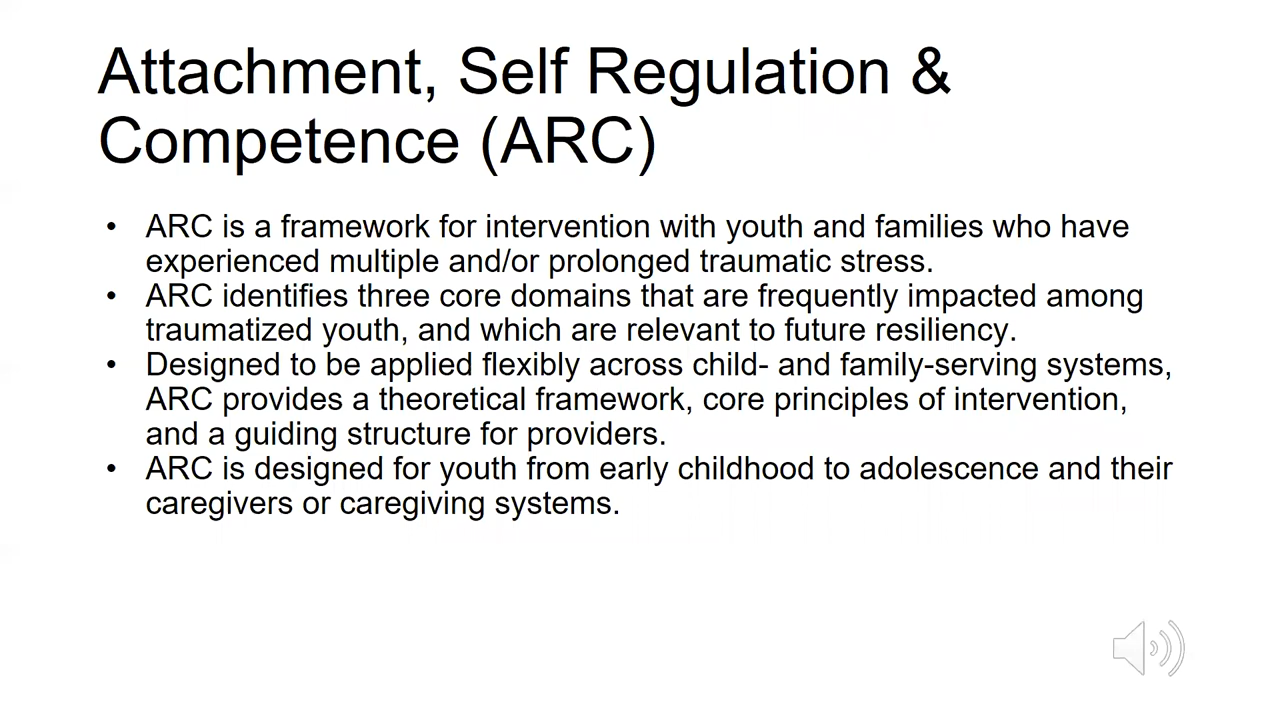 Attachment, Self Regulation &
Competence (ARC)
• ARC is a framework for intervention with youth and families who have
experienced multiple and/or prolonged traumatic stress.
• ARC identifies three core domains that are frequently impacted among
traumatized youth, and which are relevant to future resiliency.
• Designed to be applied flexibly across child- and family-serving systems,
ARC provides a theoretical framework, core principles of intervention,
and a guiding structure for providers.
• ARC is designed for youth from early childhood to adolescence and their
caregivers or caregiving systems.